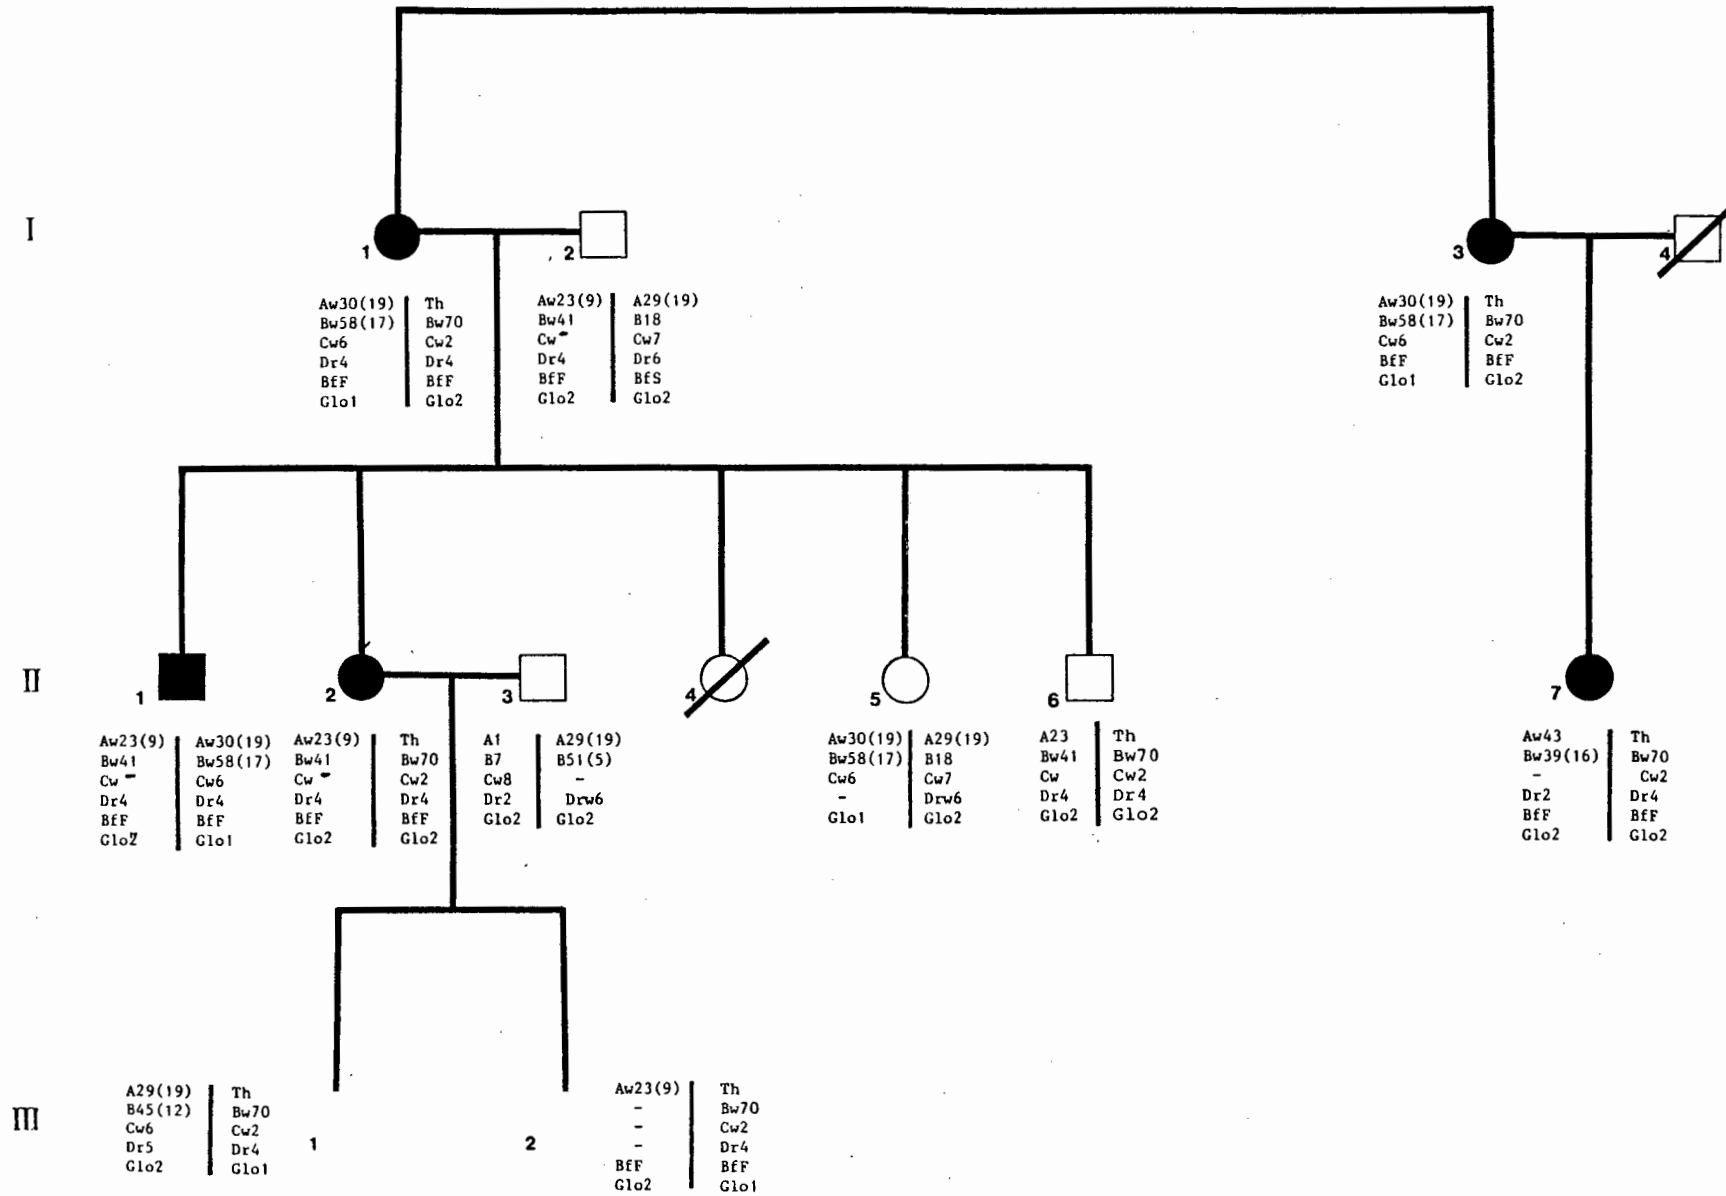 I
1
2
3
4
Aw30(19) Th
Bw58(17) Bw70
Cw6 Cw2
Dr4 Dr4
BfF BfF
Glo1 Glo2
Aw23(9) A29(19)
Bw41 B18
Cw- Cw7
Dr4 Dr6
BfF BfS
Glo2 Glo2
Aw30(19) Th
Bw58(17) Bw70
Cw6 Cw2
BfF BfF
Glo1 Glo2
II
1
2
3
4
5
6
7
Aw23(9) Aw30(19)
Bw41 Bw58(17)
Cw- Cw6
Dr4 Dr4
BfF BfF
Glo2 Glo1
Aw23(9) Th
Bw41 Bw70
Cw- Cw2
Dr4 Dr4
BfF BfF
Glo2 Glo2
A1 A29(19)
B7 B51(5)
Cw8 -
Dr2 Drw6
Glo2 Glo2
Aw30(19) A29(19)
Bw58(17) B18
Cw6 Cw7
- Drw6
Glo1 Glo2
A23 Th
Bw41 Bw70
Cw Cw2
Dr4 Dr4
Glo2 Glo2
Aw43 Th
Bw39(16) Bw70
- Cw2
Dr2 Dr4
BfF BfF
Glo2 Glo2
III
A29(19) Th
B45(12) Bw70
Cw6 Cw2
Dr5 Dr4
Glo2 Glo1
1
2
Aw23(9) Th
- Bw70
- Cw2
- Dr4
BfF BfF
Glo2 Glo1